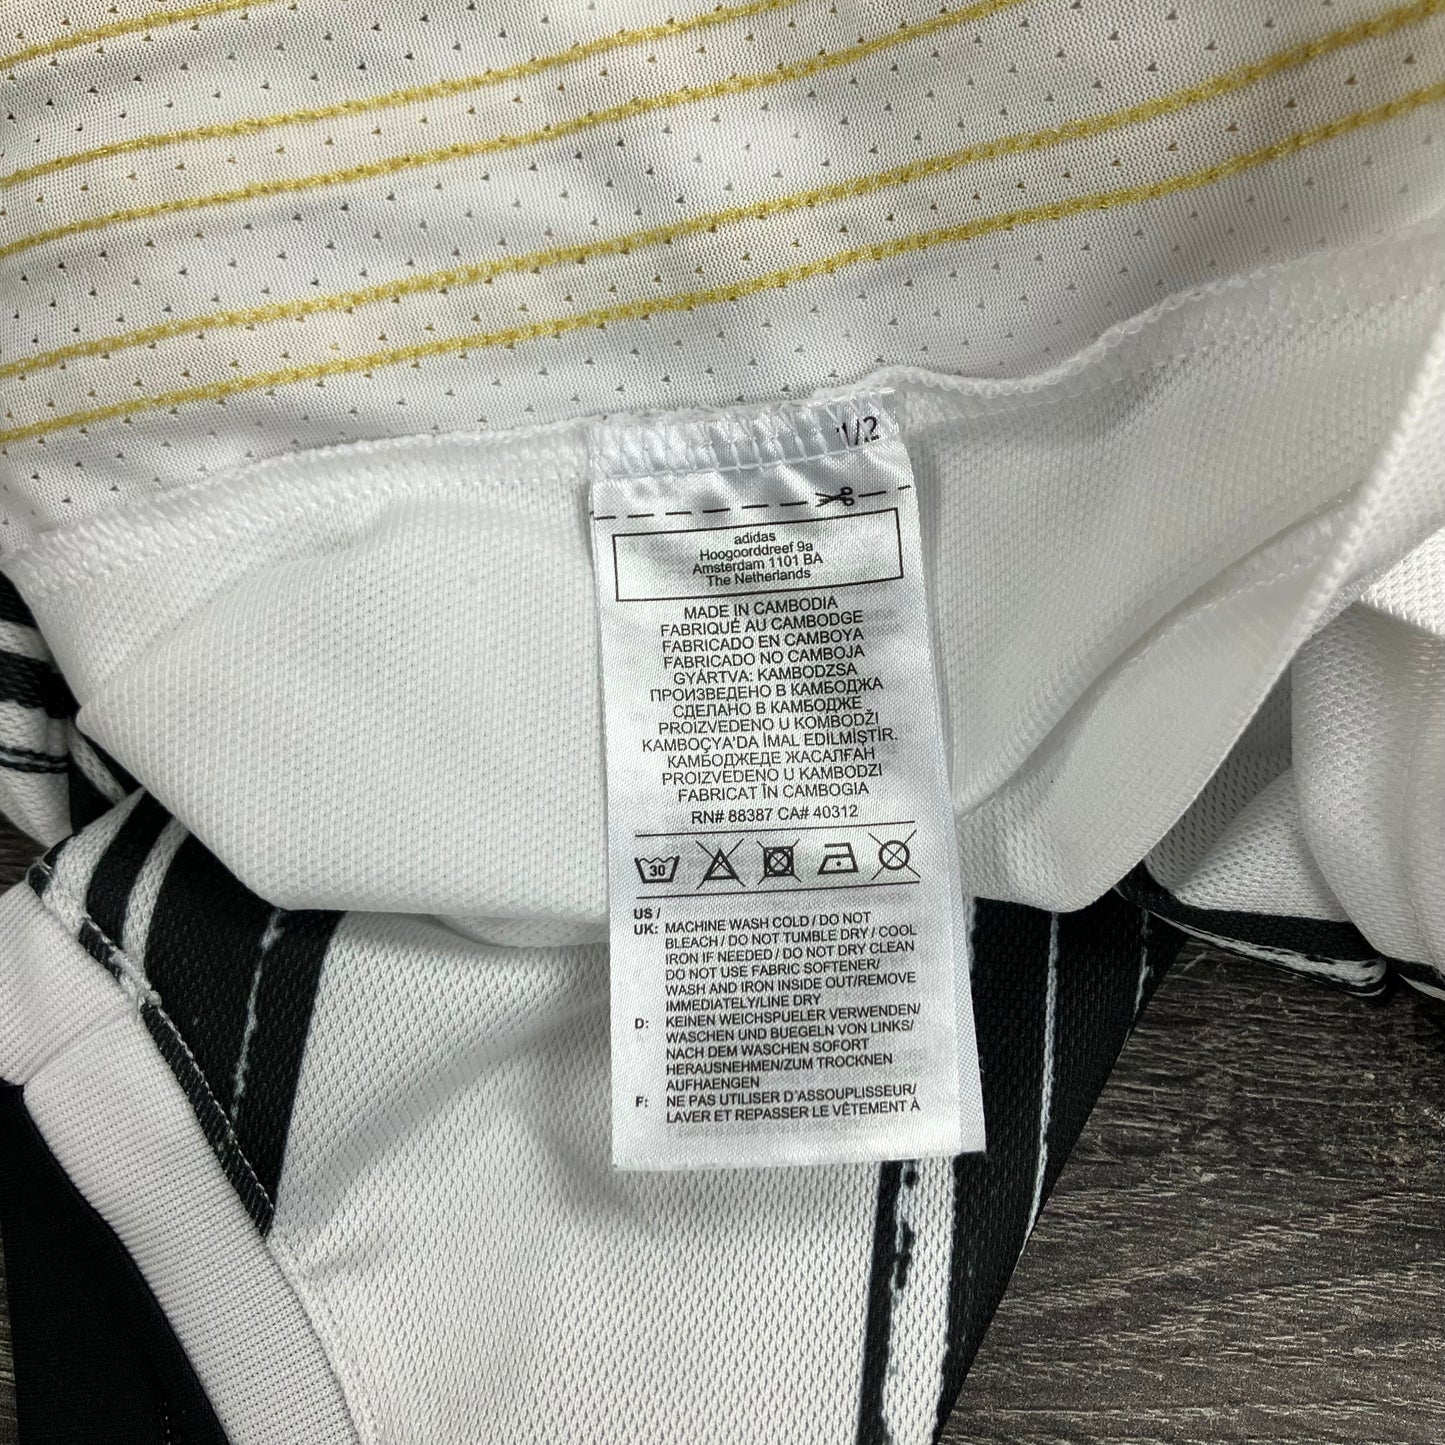 1/2
adidas
Hoogoorddreef 9a
Amsterdam 1101 BA
The Netherlands
MADE IN CAMBODIA
FABRIQUÉ AU CAMBODGE
FABRICADO EN CAMBOYA
FABRICADO NO CAMBOJA
GYÁRTVA: KAMBODZSA
ПРОИЗВЕДЕНО В КАМБОДЖА
СДЕЛАНО В КАМБОДЖЕ
PROIZVEDENO U KOMBODŽI
KAMBOÇYA'DA İMAL EDİLMİŞTİR.
КАМБОДЖЕДЕ ЖАСАЛҒАН
PROIZVEDENO U KAMBODZI
FABRICAT ÎN CAMBOGIA
RN# 88387 CA# 40312
30
US /
UK: MACHINE WASH COLD / DO NOT
BLEACH / DO NOT TUMBLE DRY / COOL
IRON IF NEEDED / DO NOT DRY CLEAN
DO NOT USE FABRIC SOFTENER/
WASH AND IRON INSIDE OUT/REMOVE
IMMEDIATELY/LINE DRY
D: KEINEN WEICHSPUELER VERWENDEN/
WASCHEN UND BUEGELN VON LINKS/
NACH DEM WASCHEN SOFORT
HERAUSNEHMEN/ZUM TROCKNEN
AUFHAENGEN
F: NE PAS UTILISER D'ASSOUPLISSEUR/
LAVER ET REPASSER LE VÊTEMENT À